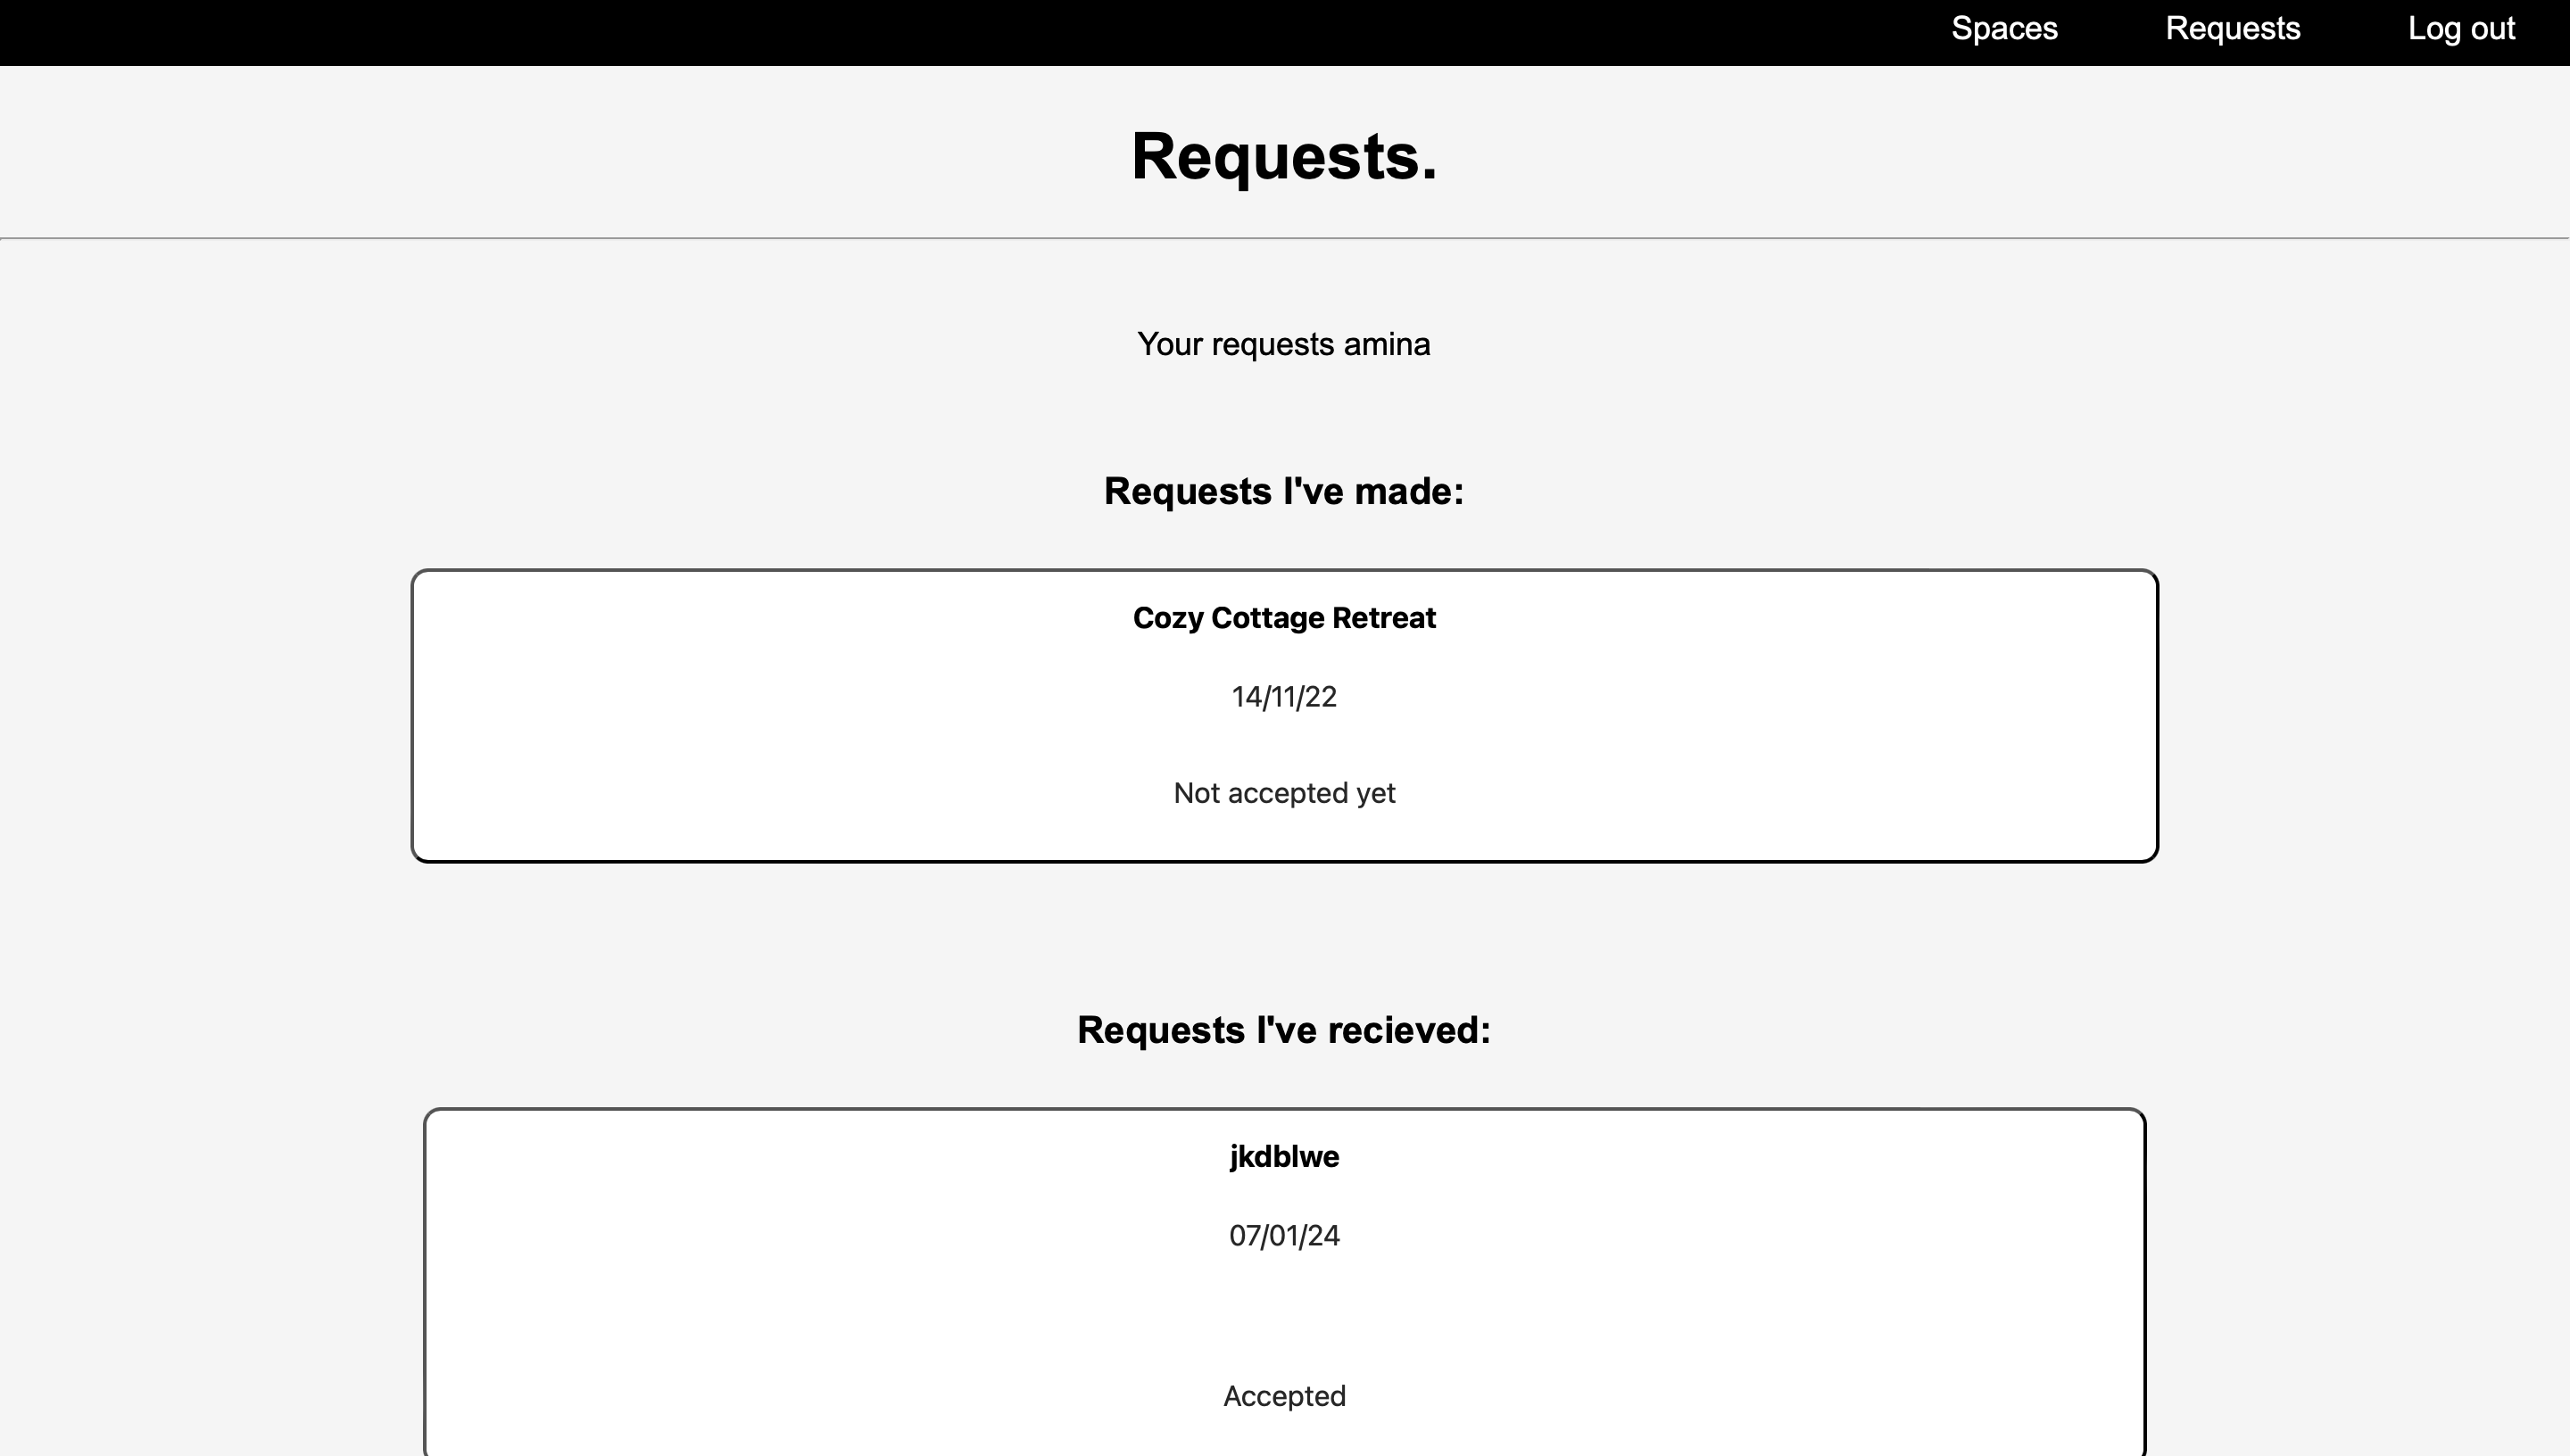 Spaces Requests Log out
Requests.
Your requests amina
Requests I've made:
Cozy Cottage Retreat
14/11/22
Not accepted yet
Requests I've recieved:
jkdblwe
07/01/24
Accepted